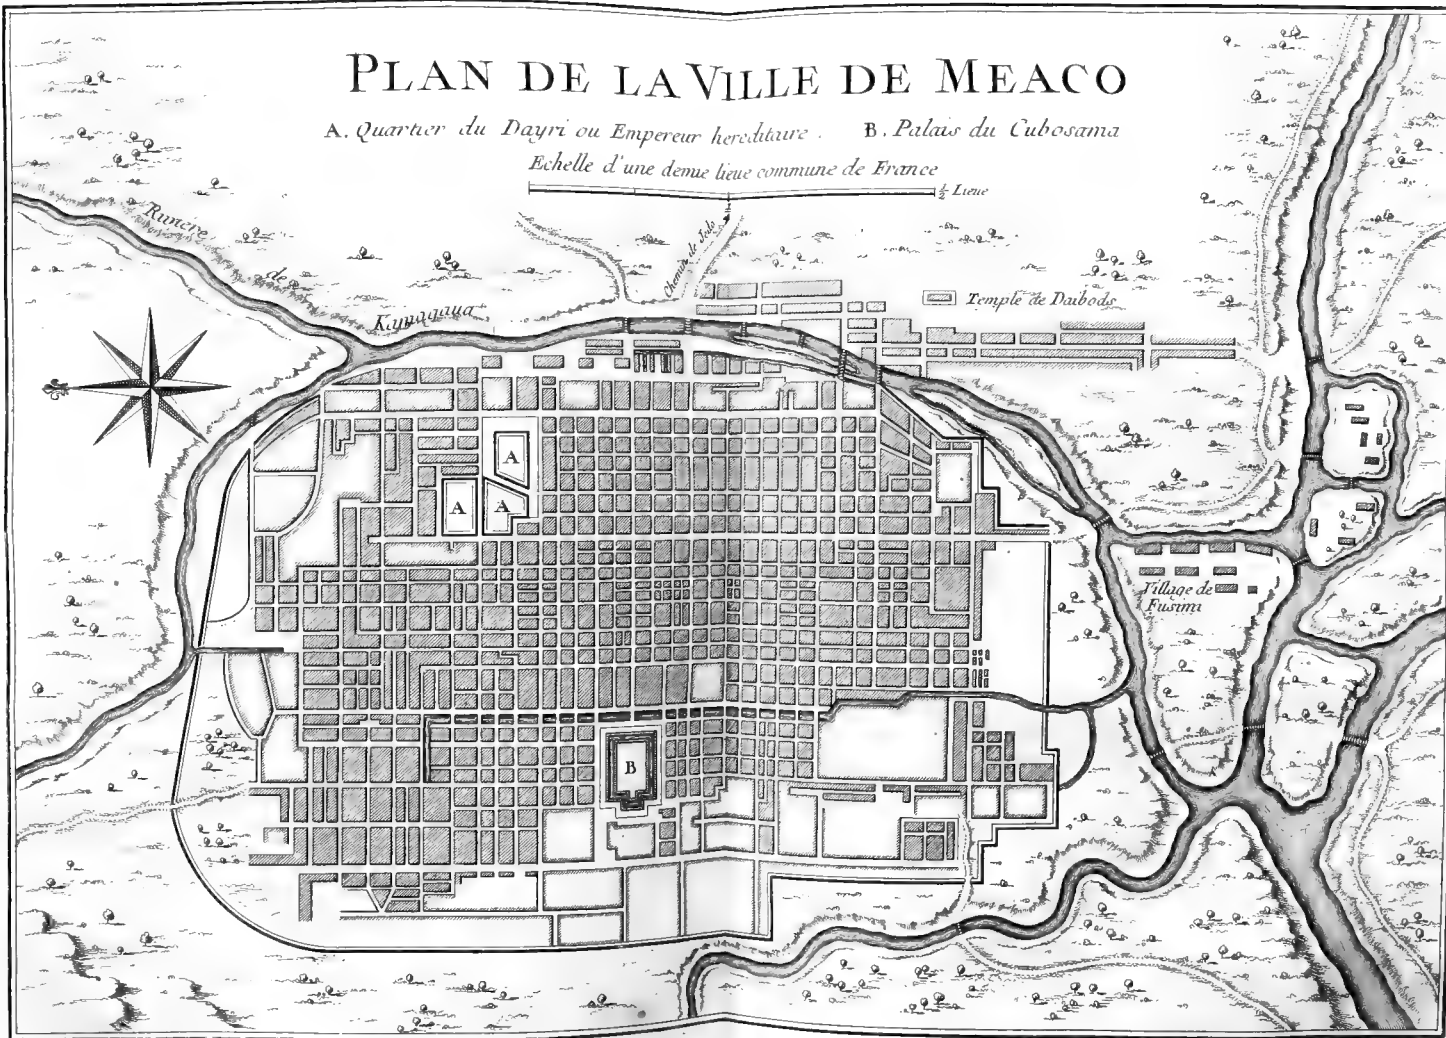 PLAN DE LA VILLE DE MEACO
A. Quartier du Dayri ou Empereur hereditaire. B. Palais du Cubosama
Echelle d'une demie lieue commune de France
½ Lieue
Riviere de Kamogaua
Chemin de Jedo
Temple de Daibods
A
A
A
Village de
Fusimi
B